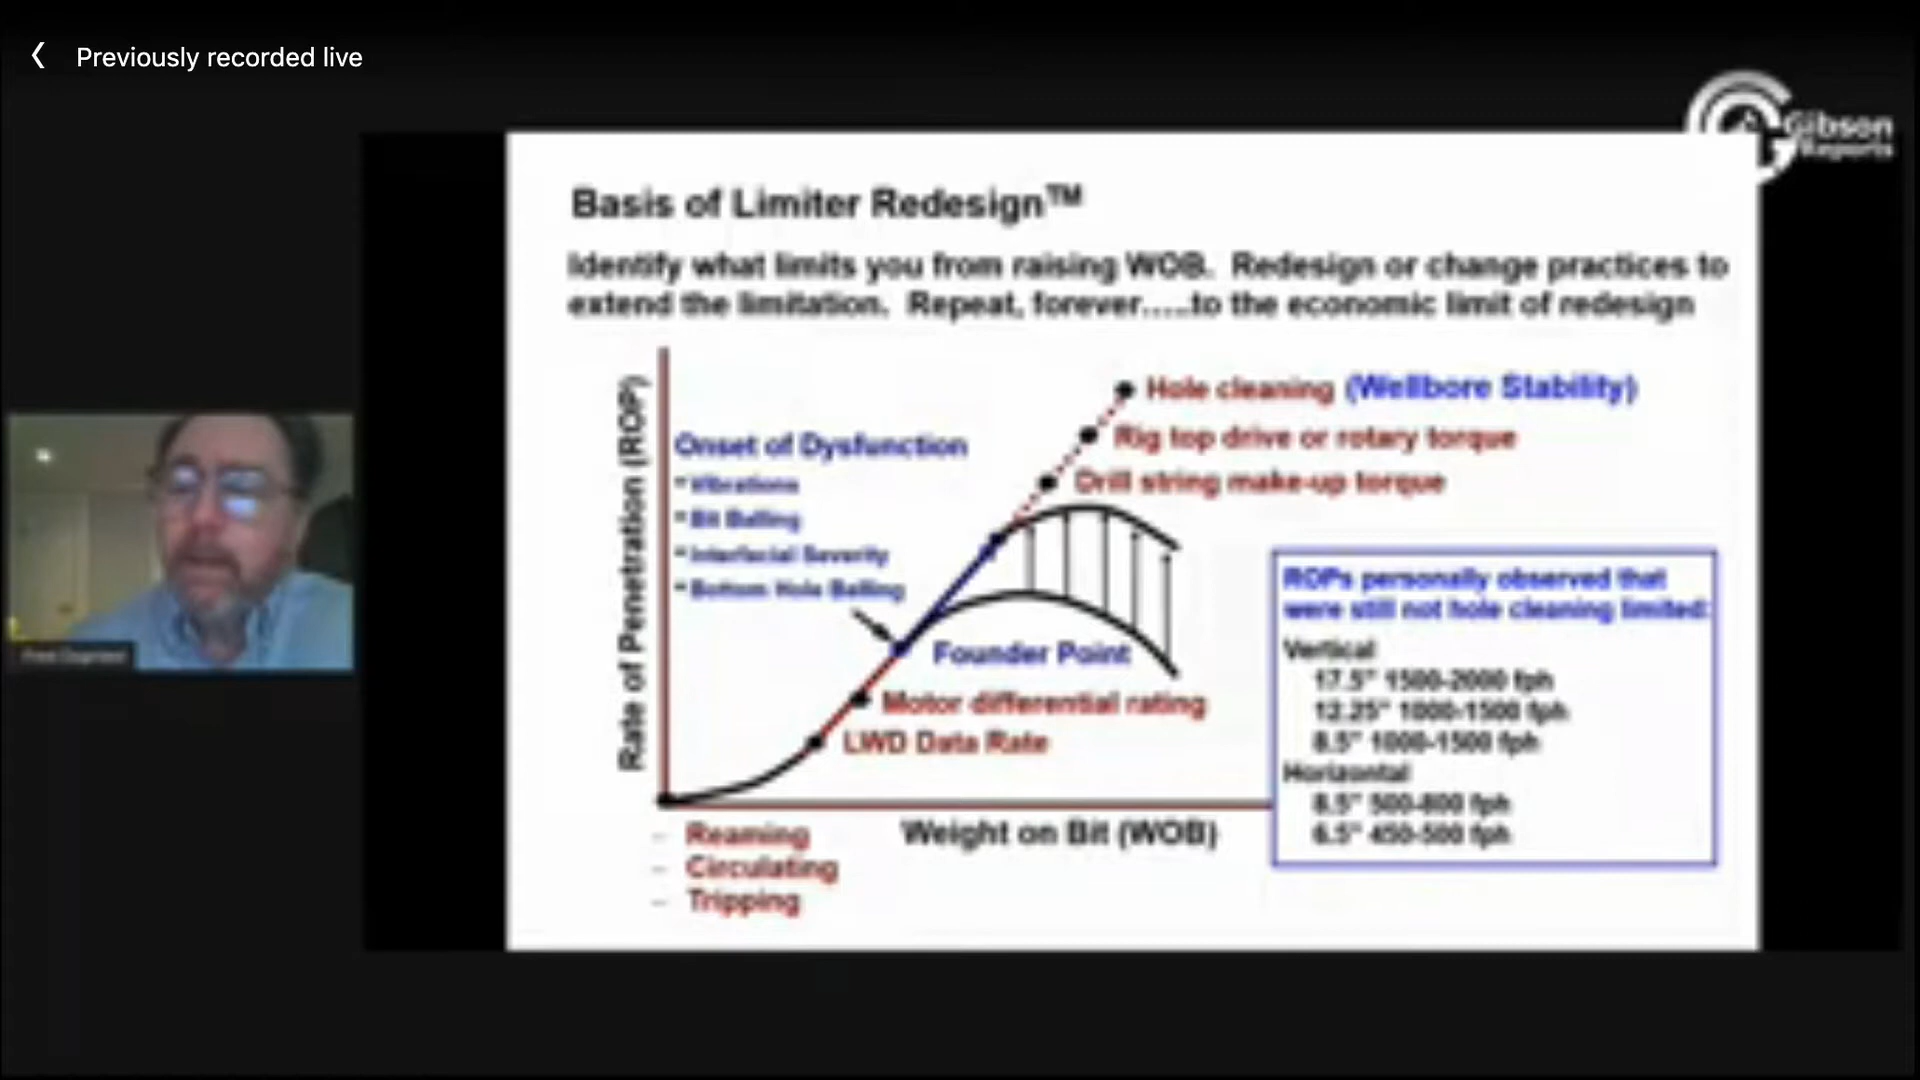 Previously recorded live
Gibson
Reports
Basis of Limiter Redesign™
Identify what limits you from raising WOB. Redesign or change practices to
extend the limitation. Repeat, forever.....to the economic limit of redesign
Rate of Penetration (ROP)
Hole cleaning (Wellbore Stability)
Rig top drive or rotary torque
Drill string make-up torque
Onset of Dysfunction
* Vibrations
* Bit Balling
* Interfacial Severity
* Bottom Hole Balling
Founder Point
Motor differential rating
LWD Data Rate
ROPs personally observed that
were still not hole cleaning limited:
Vertical
17.5" 1500-2000 fph
12.25" 1000-1500 fph
8.5" 1000-1500 fph
Horizontal
8.5" 500-800 fph
6.5" 450-500 fph
Weight on Bit (WOB)
– Reaming
– Circulating
– Tripping